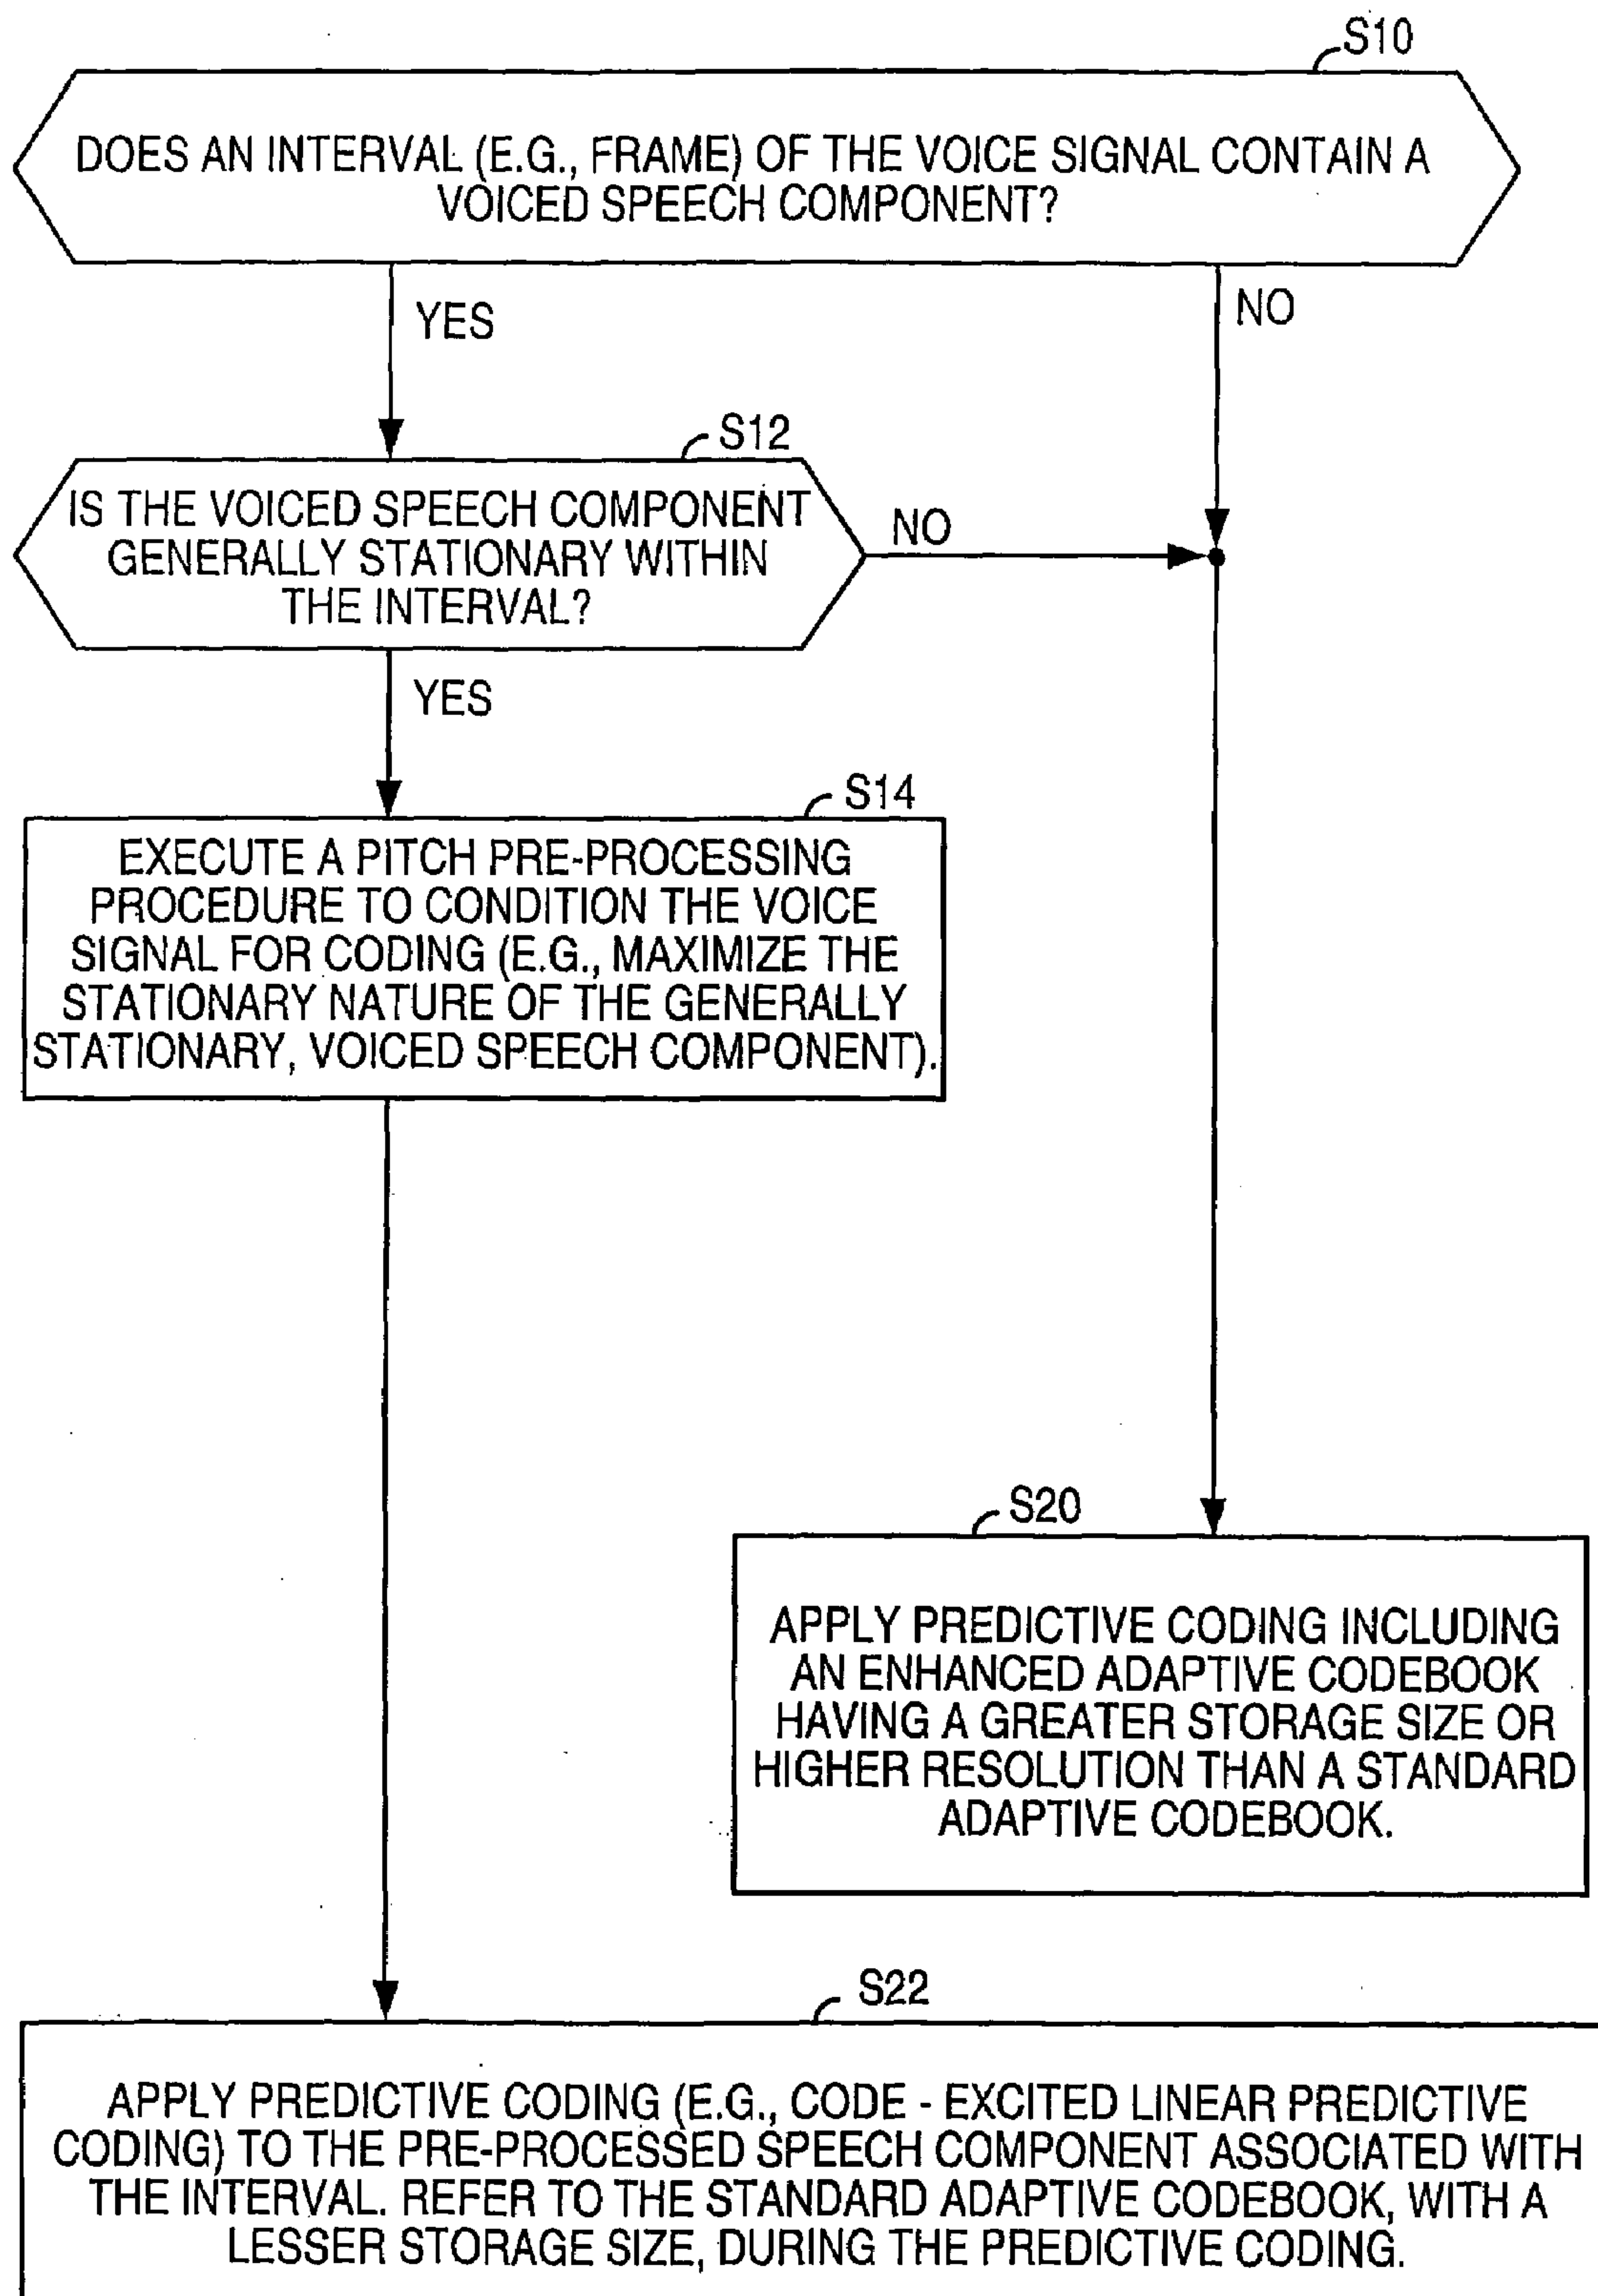 S10
DOES AN INTERVAL (E.G., FRAME) OF THE VOICE SIGNAL CONTAIN A
VOICED SPEECH COMPONENT?
YES
NO
S12
IS THE VOICED SPEECH COMPONENT
GENERALLY STATIONARY WITHIN
THE INTERVAL?
NO
YES
S14
EXECUTE A PITCH PRE-PROCESSING
PROCEDURE TO CONDITION THE VOICE
SIGNAL FOR CODING (E.G., MAXIMIZE THE
STATIONARY NATURE OF THE GENERALLY
STATIONARY, VOICED SPEECH COMPONENT).
S20
APPLY PREDICTIVE CODING INCLUDING
AN ENHANCED ADAPTIVE CODEBOOK
HAVING A GREATER STORAGE SIZE OR
HIGHER RESOLUTION THAN A STANDARD
ADAPTIVE CODEBOOK.
S22
APPLY PREDICTIVE CODING (E.G., CODE - EXCITED LINEAR PREDICTIVE
CODING) TO THE PRE-PROCESSED SPEECH COMPONENT ASSOCIATED WITH
THE INTERVAL. REFER TO THE STANDARD ADAPTIVE CODEBOOK, WITH A
LESSER STORAGE SIZE, DURING THE PREDICTIVE CODING.